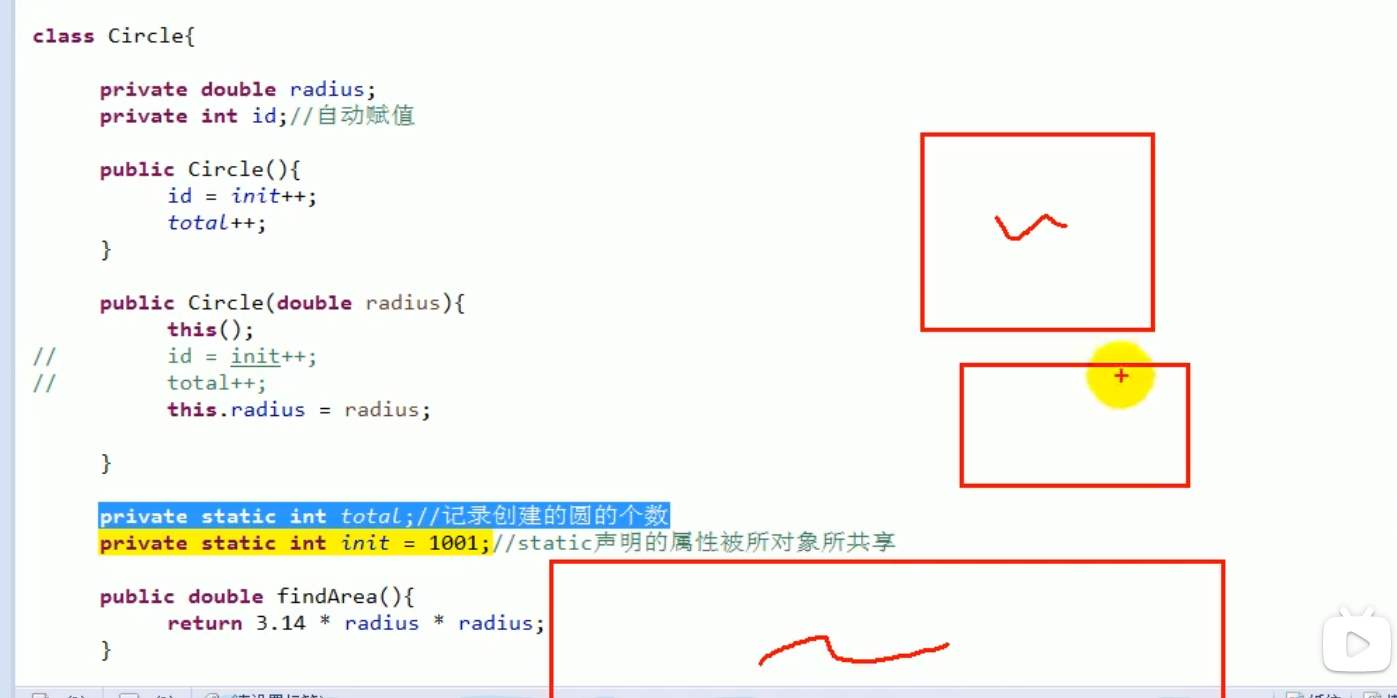 class Circle{
private double radius;
private int id;//自动赋值
public Circle(){
id = init++;
total++;
}
public Circle(double radius){
this();
// id = init++;
// total++;
this.radius = radius;
}
private static int total;//记录创建的圆的个数
private static int init = 1001;//static声明的属性被所对象所共享
public double findArea(){
return 3.14 * radius * radius;
}